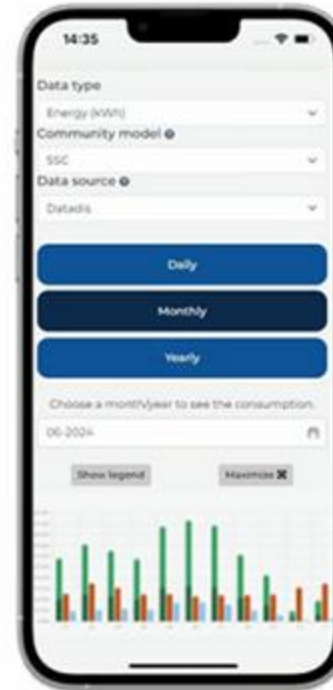 14:35
Data type
Energy (kWh)
Community model
SSC
Data source
Datadis
Daily
Monthly
Yearly
Choose a month/year to see the consumption.
06-2024
Show legend
Maximize